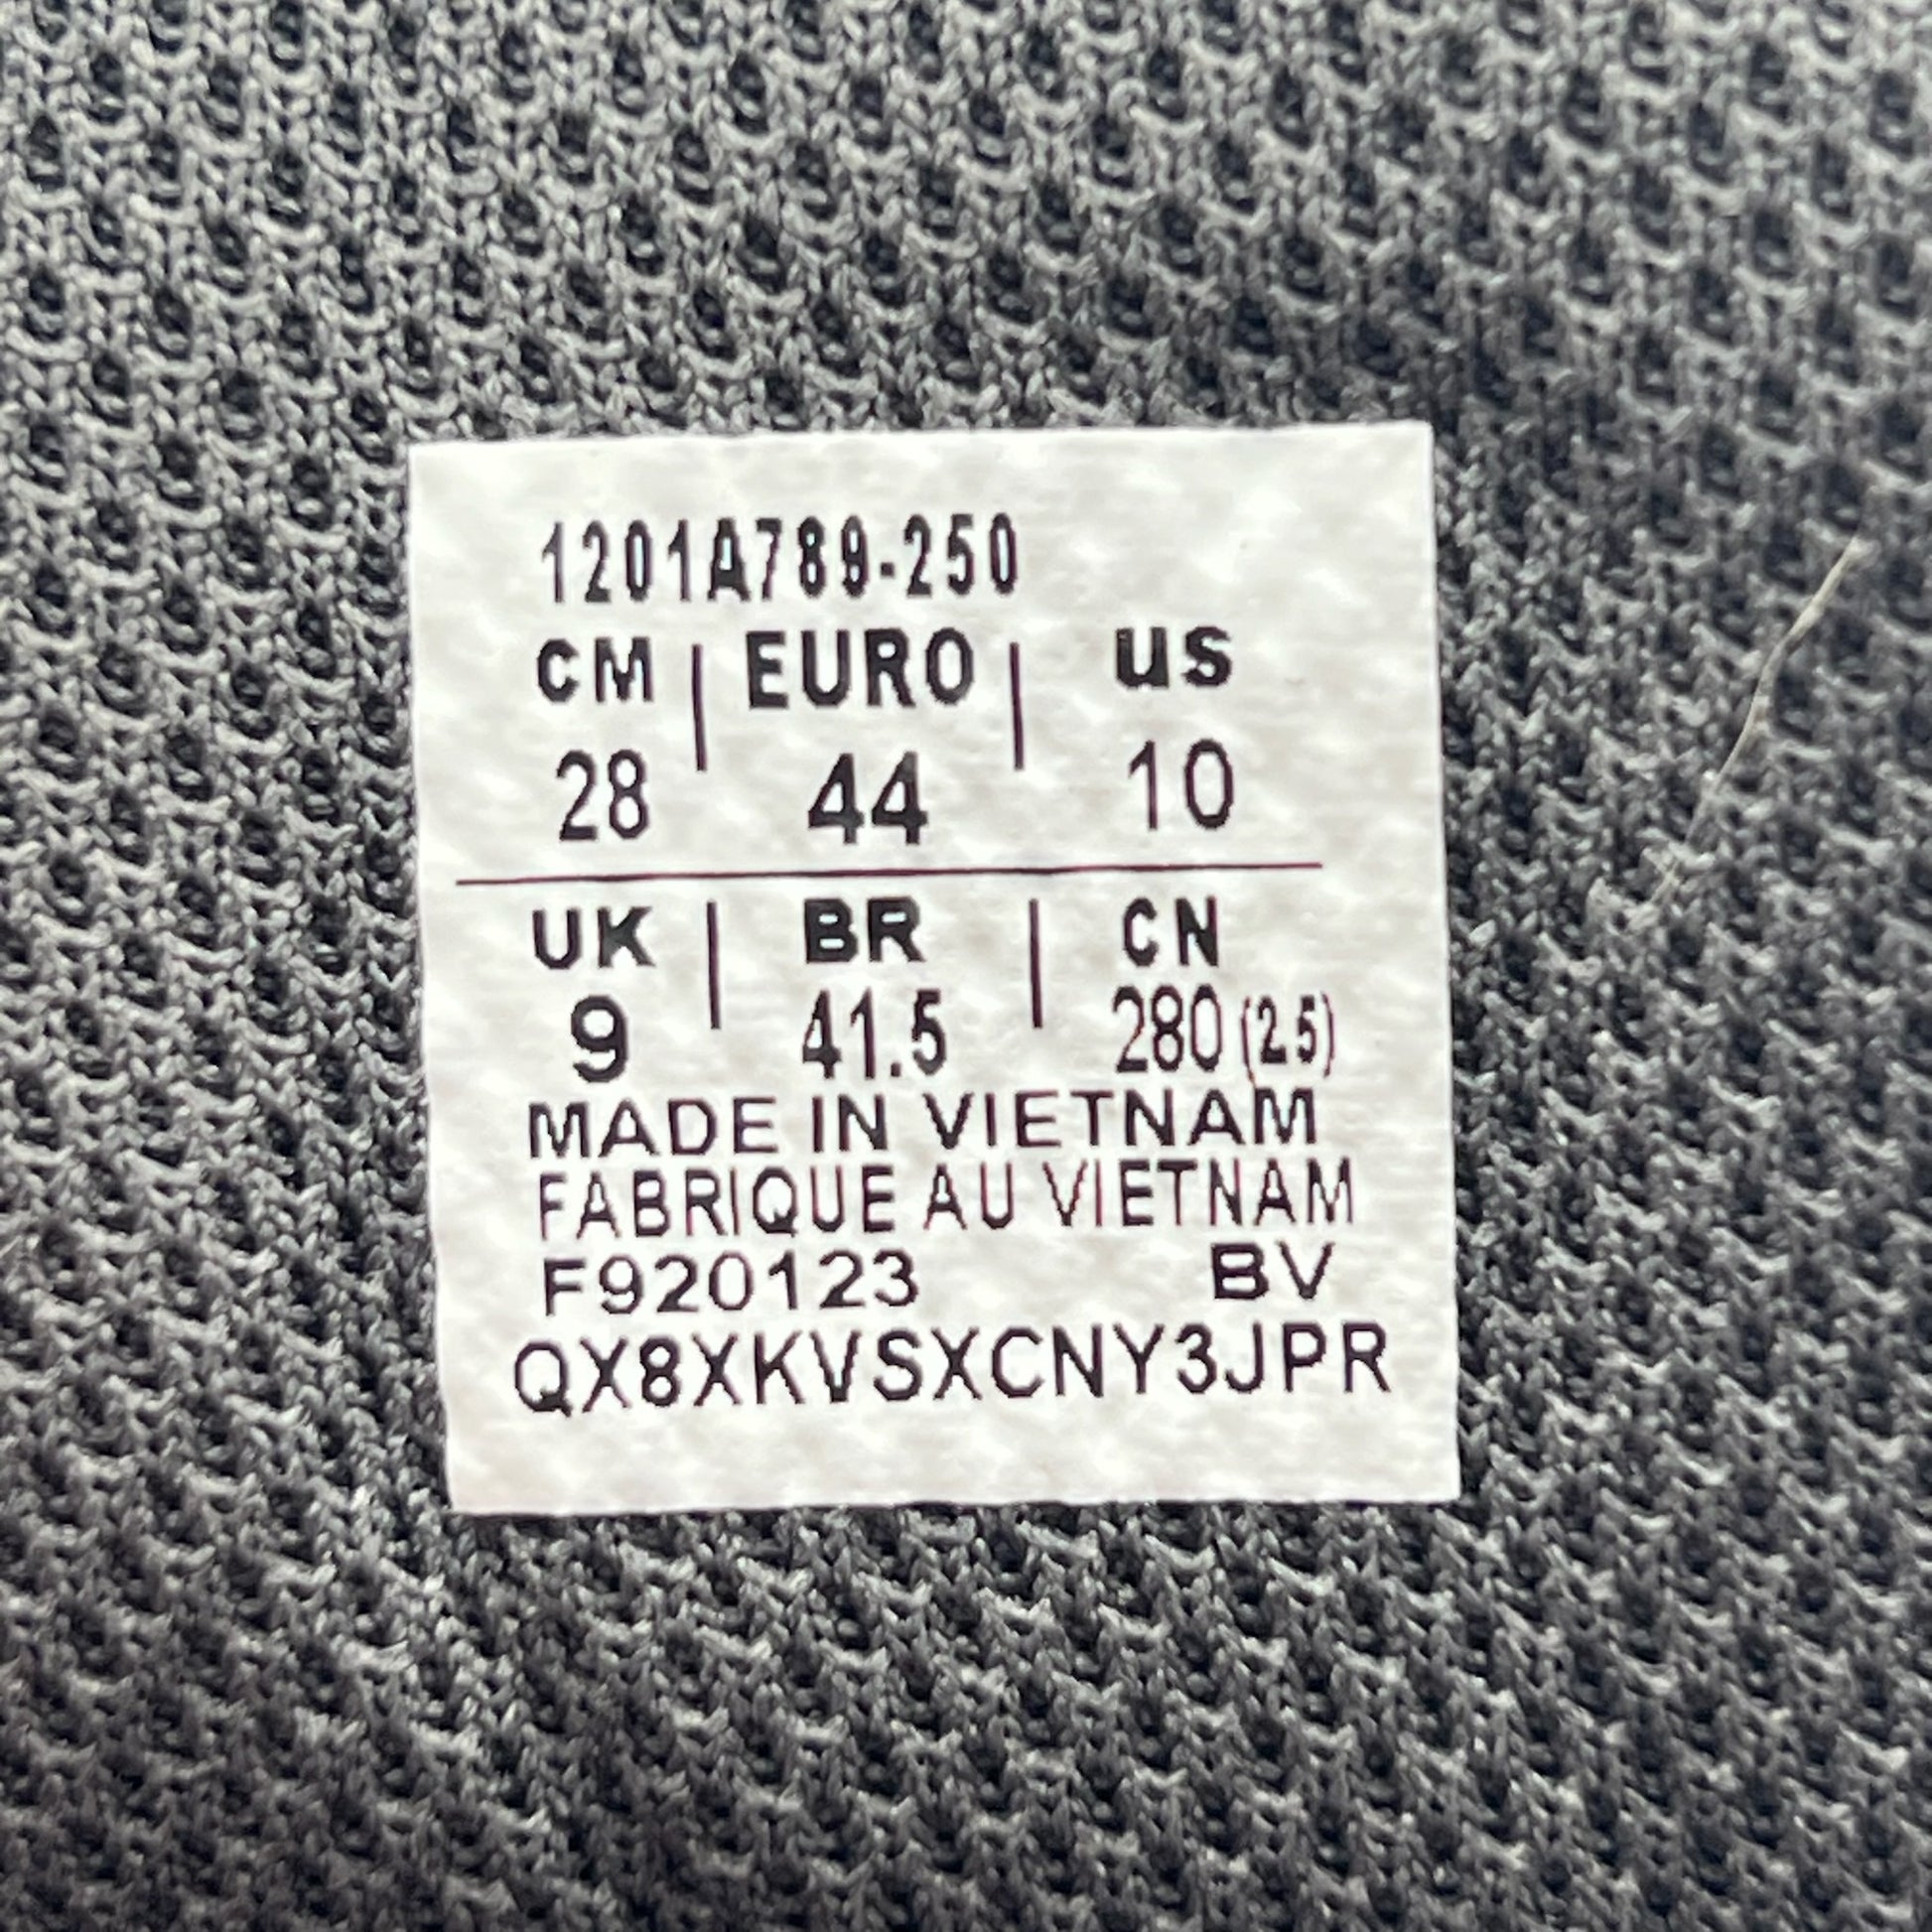 1201A789-250
CM | EURO | US
28 44 10
UK | BR | CN
9 41.5 280 (2.5)
MADE IN VIETNAM
FABRIQUE AU VIETNAM
F920123 BV
QX8XKVSXCNY3JPR